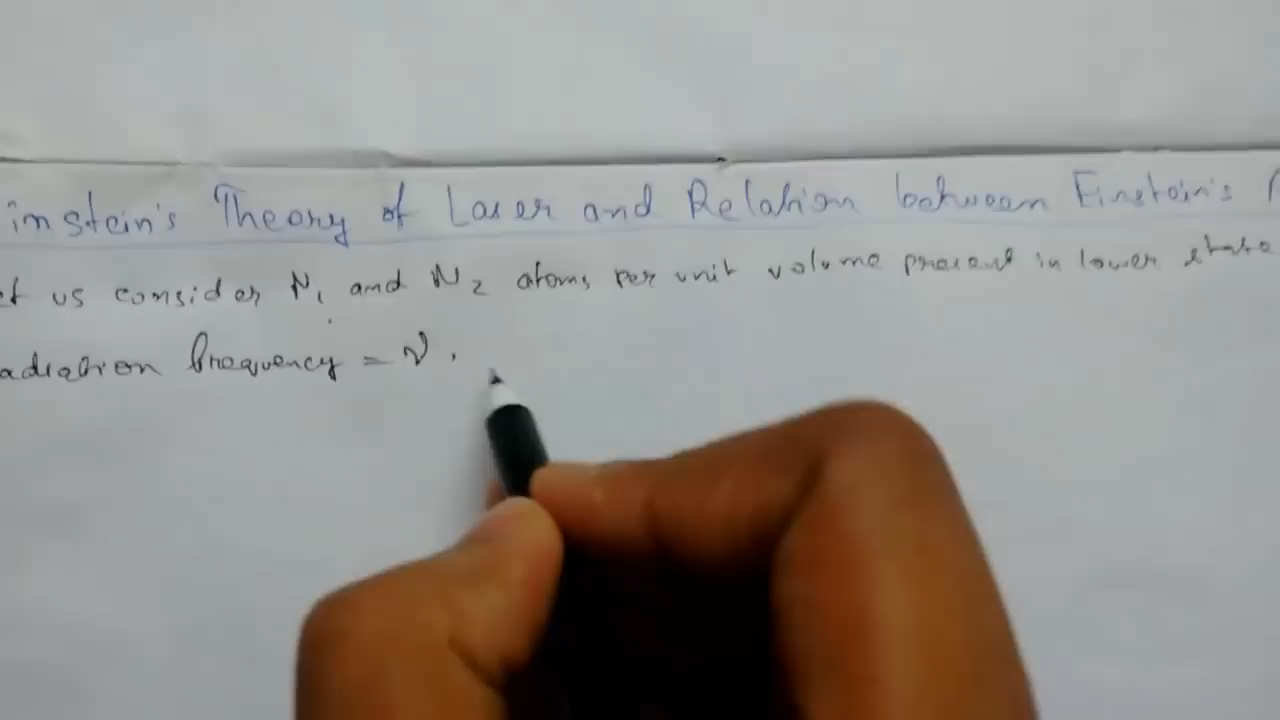 instein's Theory of Laser and Relation between Einstein's
et us consider N₁ and N₂ atoms per unit volume present in lower state
adiation frequency = ν.